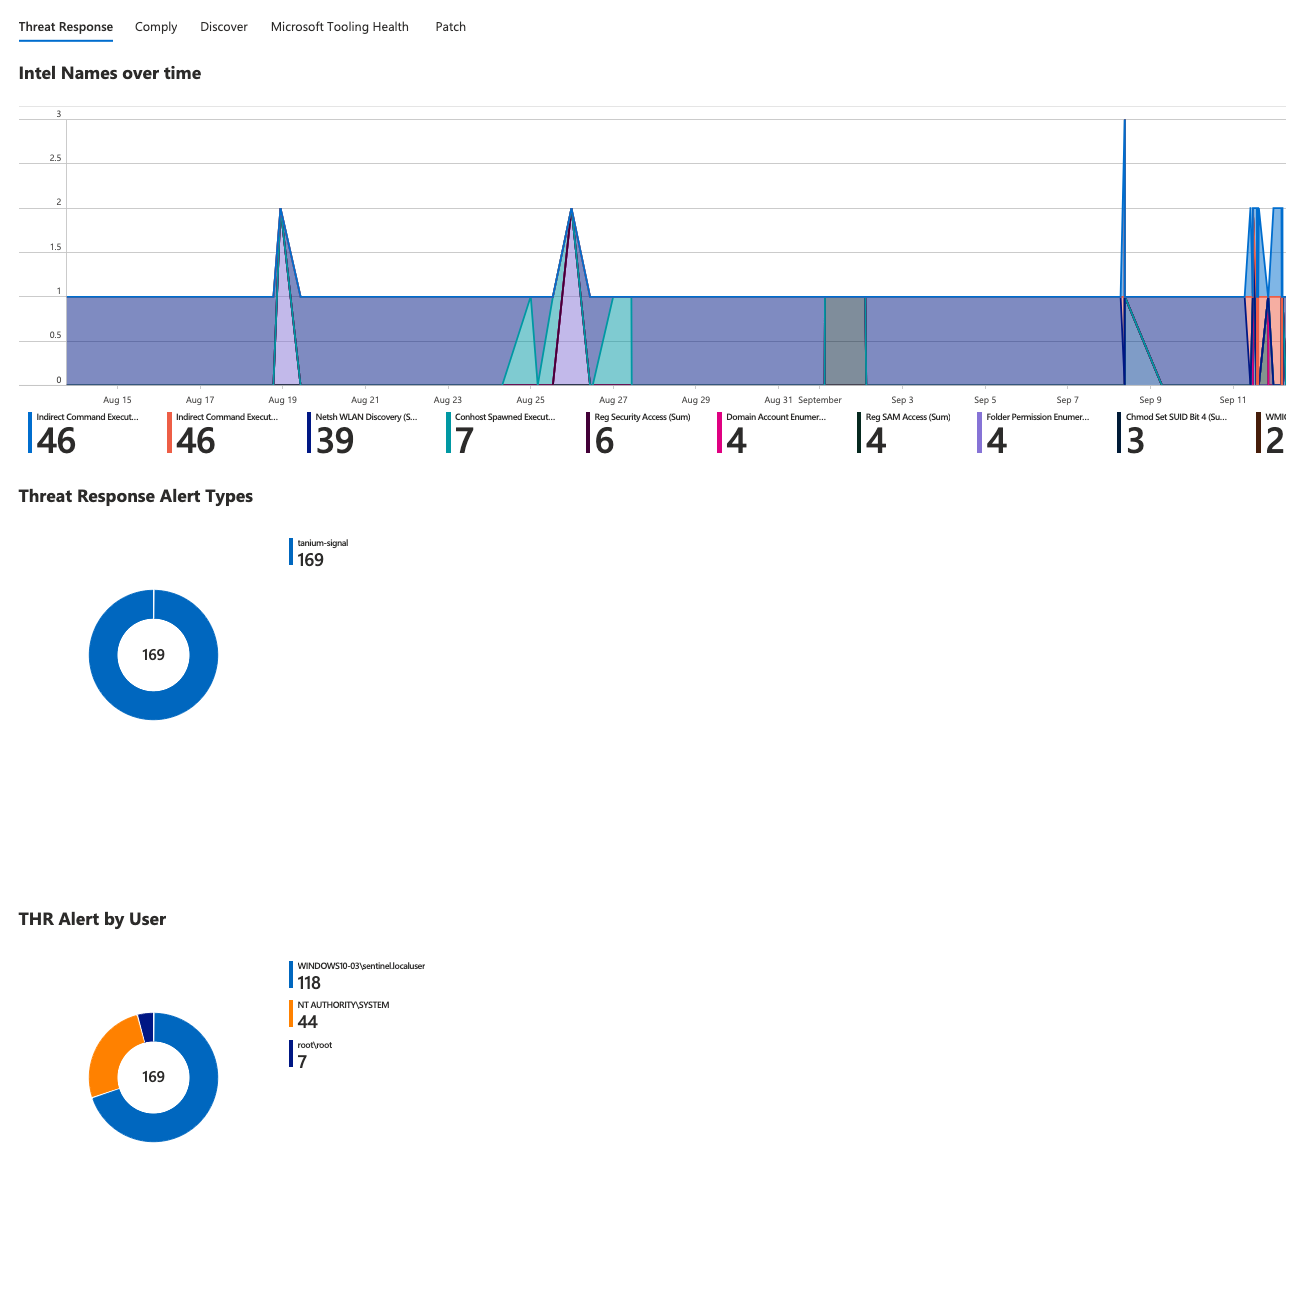 Threat Response Comply Discover Microsoft Tooling Health Patch
Intel Names over time
3
2.5
2
1.5
1
0.5
0
Aug 15 Aug 17 Aug 19 Aug 21 Aug 23 Aug 25 Aug 27 Aug 29 Aug 31 September Sep 3 Sep 5 Sep 7 Sep 9 Sep 11
Indirect Command Execut... Indirect Command Execut... Netsh WLAN Discovery (S... Conhost Spawned Execut... Reg Security Access (Sum) Domain Account Enumer... Reg SAM Access (Sum) Folder Permission Enumer... Chmod Set SUID Bit 4 (Su... WMIC
46 46 39 7 6 4 4 4 3 2
Threat Response Alert Types
tanium-signal
169
169
THR Alert by User
WINDOWS10-03\sentinel.localuser
118
NT AUTHORITY\SYSTEM
44
root\root
7
169